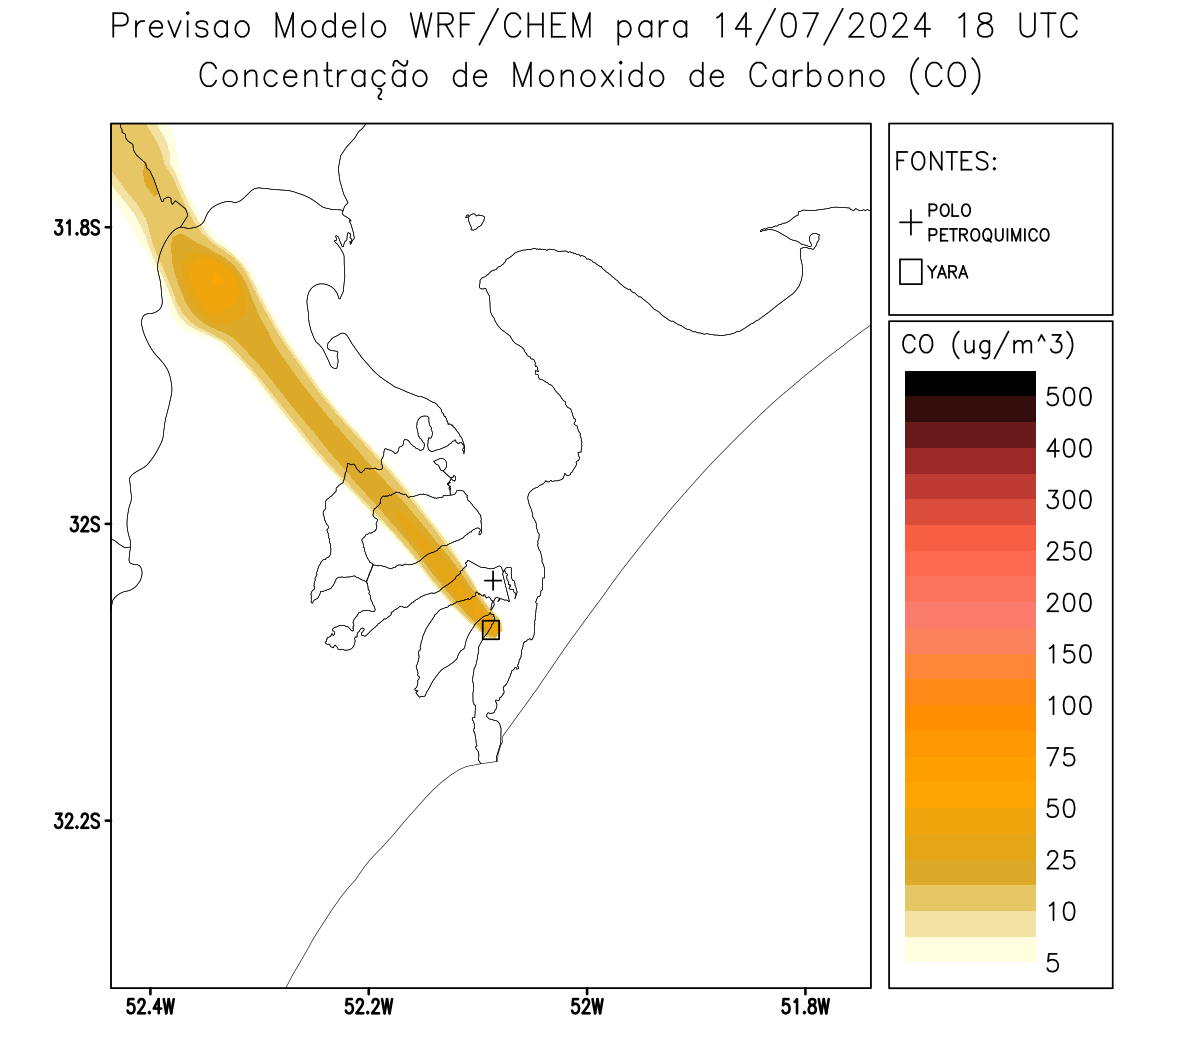 Previsao Modelo WRF/CHEM para 14/07/2024 18 UTC
Concentração de Monoxido de Carbono (CO)
FONTES:
POLO
PETROQUIMICO
YARA
CO (ug/m^3)
500
400
300
250
200
150
100
75
50
25
10
5
31.8S
32S
32.2S
52.4W
52.2W
52W
51.8W